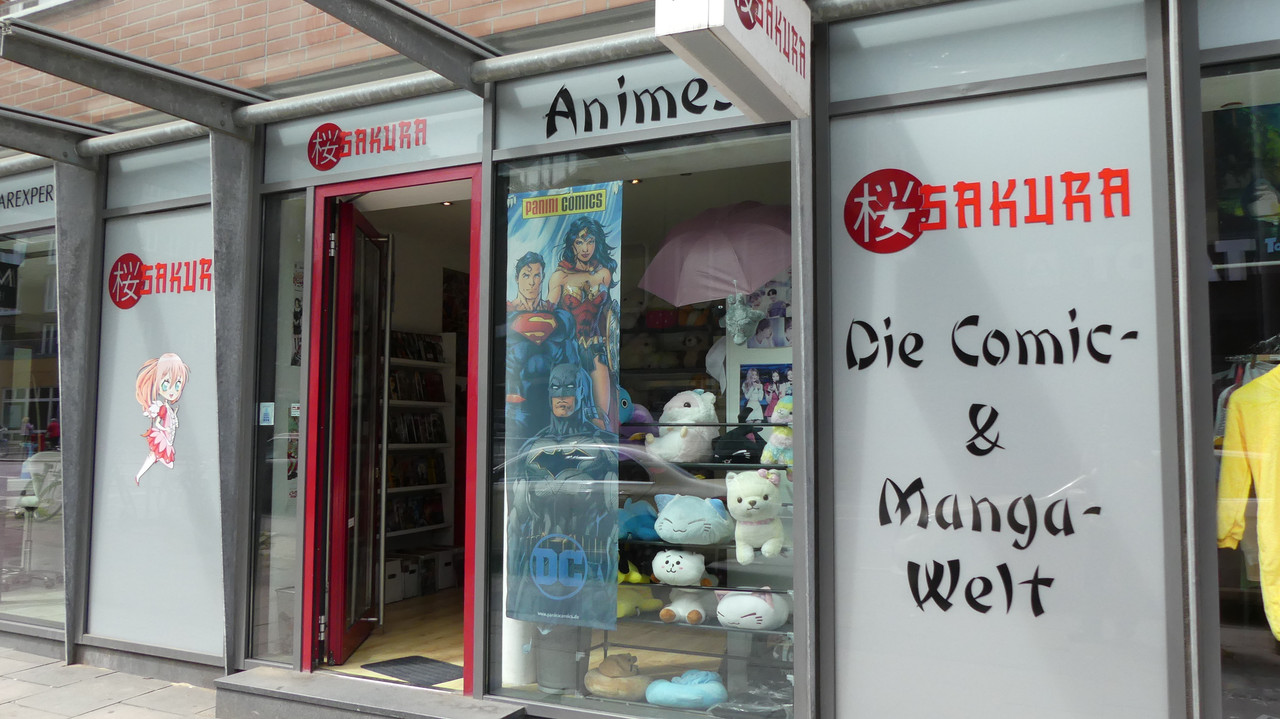 桜SAKURA
Animes
桜SAKURA
AREXPER
桜SAKUR
PANINI COMICS
DC
桜SAKURA
Die Comic-
&
Manga-
Welt